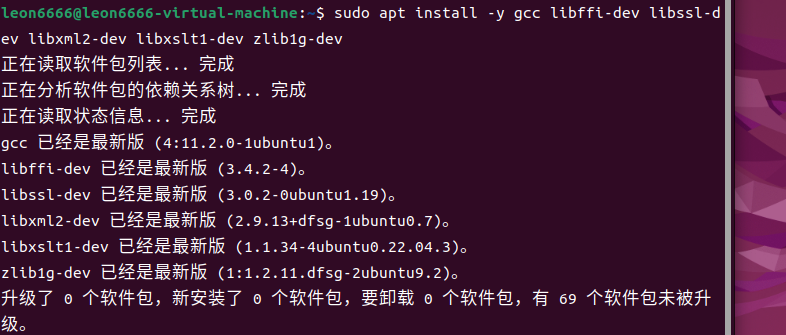 leon6666@leon6666-virtual-machine:~$ sudo apt install -y gcc libffi-dev libssl-d
ev libxml2-dev libxslt1-dev zlib1g-dev
正在读取软件包列表... 完成
正在分析软件包的依赖关系树... 完成
正在读取状态信息... 完成
gcc 已经是最新版 (4:11.2.0-1ubuntu1)。
libffi-dev 已经是最新版 (3.4.2-4)。
libssl-dev 已经是最新版 (3.0.2-0ubuntu1.19)。
libxml2-dev 已经是最新版 (2.9.13+dfsg-1ubuntu0.7)。
libxslt1-dev 已经是最新版 (1.1.34-4ubuntu0.22.04.3)。
zlib1g-dev 已经是最新版 (1:1.2.11.dfsg-2ubuntu9.2)。
升级了 0 个软件包，新安装了 0 个软件包，要卸载 0 个软件包，有 69 个软件包未被升
级。